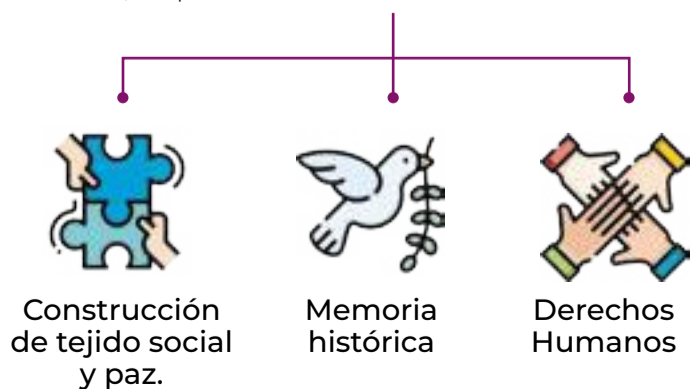 Construcción
de tejido social
y paz.
Memoria
histórica
Derechos
Humanos